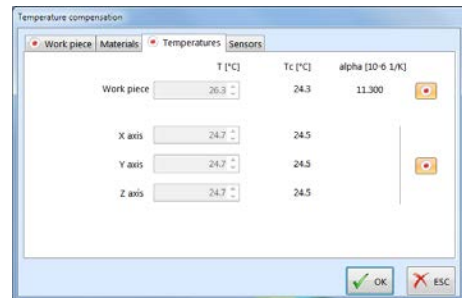 Temperature compensation
Work piece Materials Temperatures Sensors
T [°C] Tc [°C] alpha [10-6 1/K]
Work piece 26.3 24.3 11.300
X axis 24.7 24.5
Y axis 24.7 24.5
Z axis 24.7 24.5
OK ESC